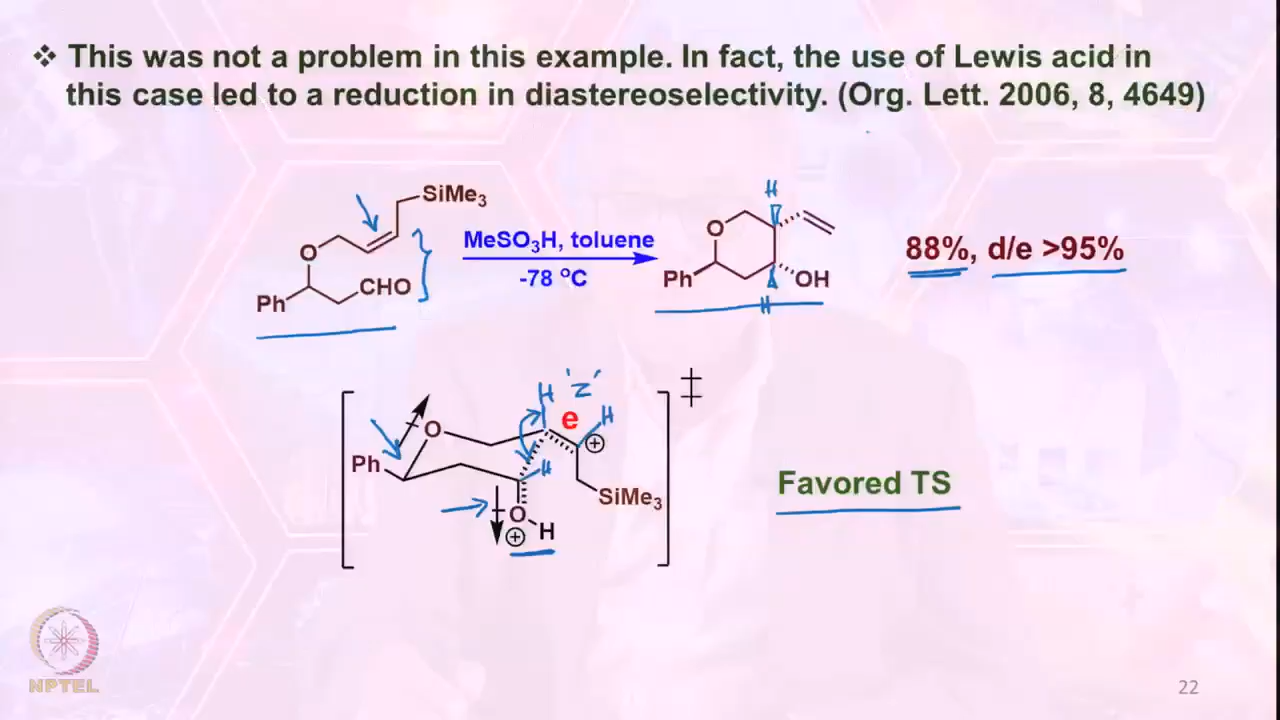 ❖ This was not a problem in this example. In fact, the use of Lewis acid in
this case led to a reduction in diastereoselectivity. (Org. Lett. 2006, 8, 4649)
SiMe3
O
CHO
Ph
MeSO3H, toluene
-78 oC
H
O
Ph
OH
H
88%, d/e >95%
H 'Z'
e H
O
⊕
Ph
H
SiMe3
O
H
⊕
‡
Favored TS
NPTEL
22